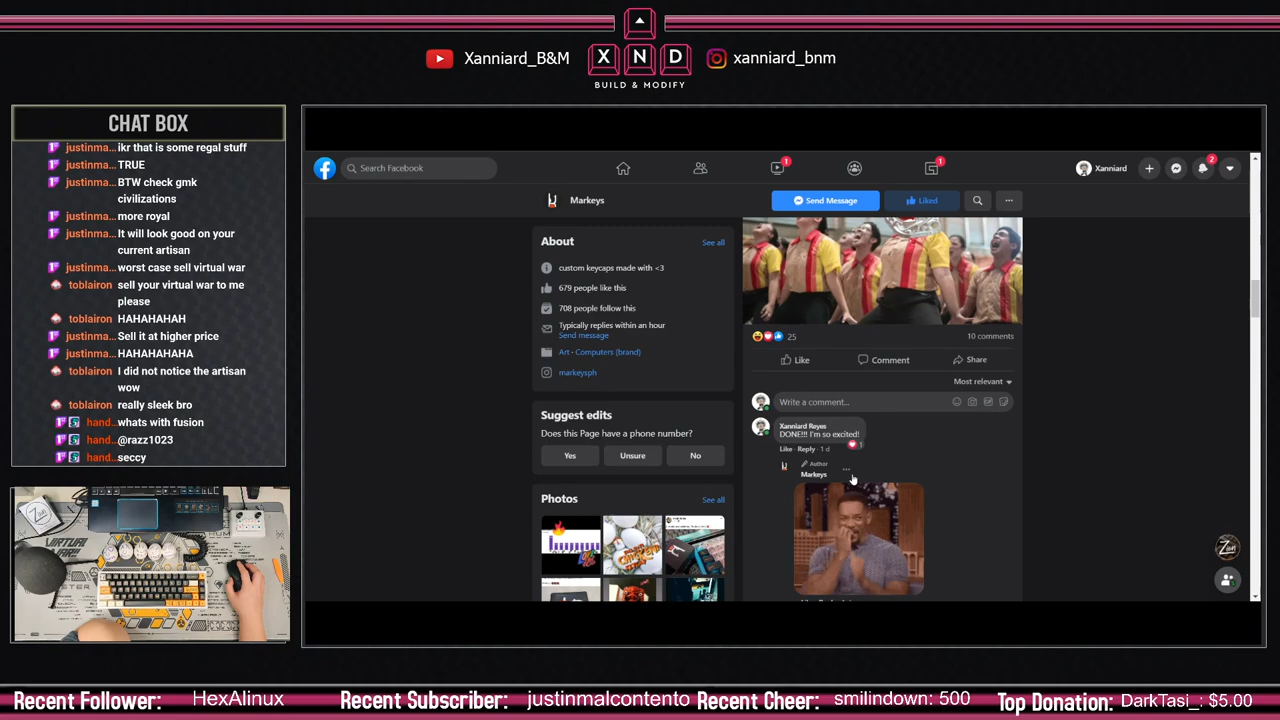 Xanniard_B&M
X N D
BUILD & MODIFY
xanniard_bnm
CHAT BOX
justinma... ikr that is some regal stuff
justinma... TRUE
justinma... BTW check gmk
civilizations
justinma... more royal
justinma... It will look good on your
current artisan
justinma... worst case sell virtual war
toblairon sell your virtual war to me
please
toblairon HAHAHAHAH
justinma... Sell it at higher price
justinma... HAHAHAHAHA
toblairon I did not notice the artisan
wow
toblairon really sleek bro
hand... whats with fusion
hand... @razz1023
hand... seccy
Search Facebook
1
1
Xanniard
2
Markeys
Send Message
Liked
About
See all
custom keycaps made with <3
679 people like this
708 people follow this
Typically replies within an hour
Send message
Art · Computers (brand)
markeysph
Suggest edits
Does this Page have a phone number?
Yes
Unsure
No
Photos
See all
25
10 comments
Like
Comment
Share
Most relevant
Write a comment...
Xanniard Reyes
DONE!!! I'm so excited!
1
Like · Reply · 1 d
Author
Markeys
Recent Follower: HexAlinux
Recent Subscriber: justinmalcontento
Recent Cheer: smilindown: 500
Top Donation: DarkTasi_: $5.00